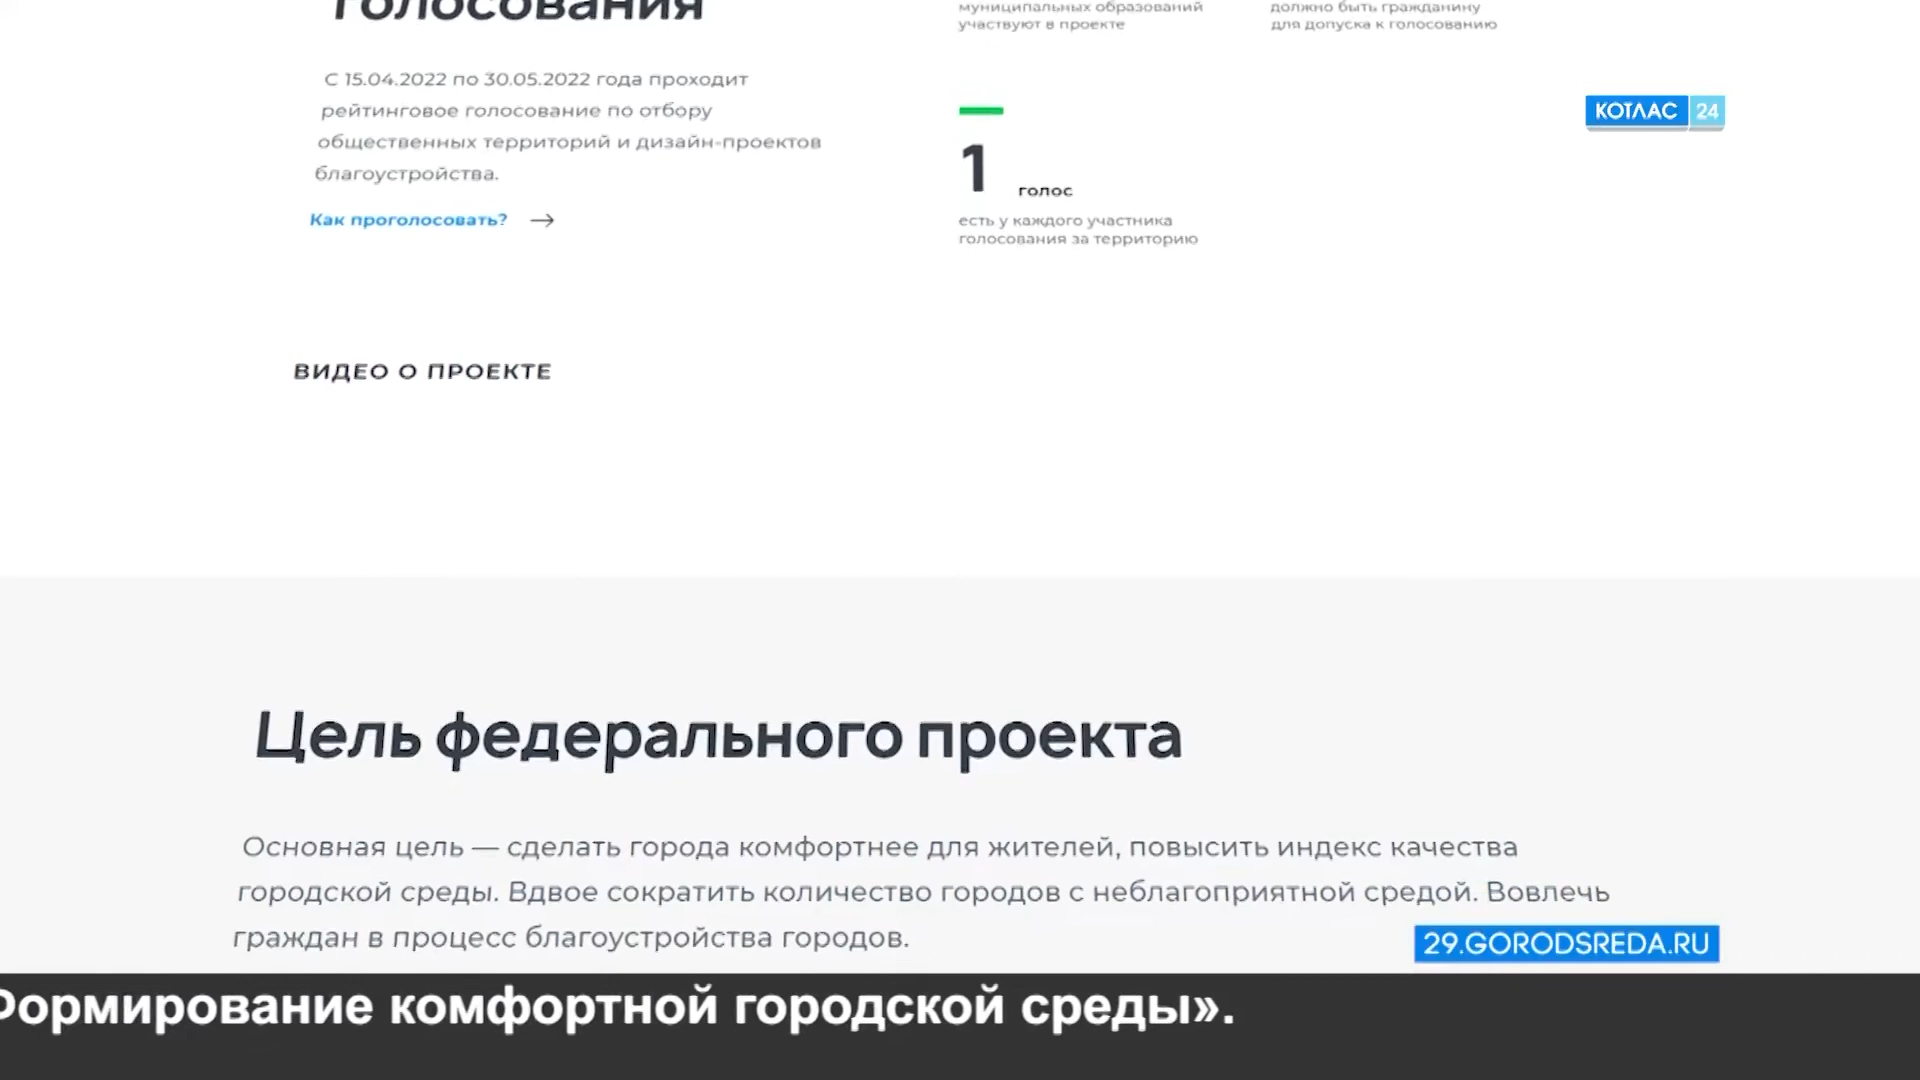 голосования
С 15.04.2022 по 30.05.2022 года проходит
рейтинговое голосование по отбору
общественных территорий и дизайн-проектов
благоустройства.
Как проголосовать?
муниципальных образований
участвуют в проекте
должно быть гражданину
для допуска к голосованию
1 голос
есть у каждого участника
голосования за территорию
КОТЛАС 24
ВИДЕО О ПРОЕКТЕ
Цель федерального проекта
Основная цель — сделать города комфортнее для жителей, повысить индекс качества
городской среды. Вдвое сократить количество городов с неблагоприятной средой. Вовлечь
граждан в процесс благоустройства городов.
29.GORODSREDA.RU
Формирование комфортной городской среды».